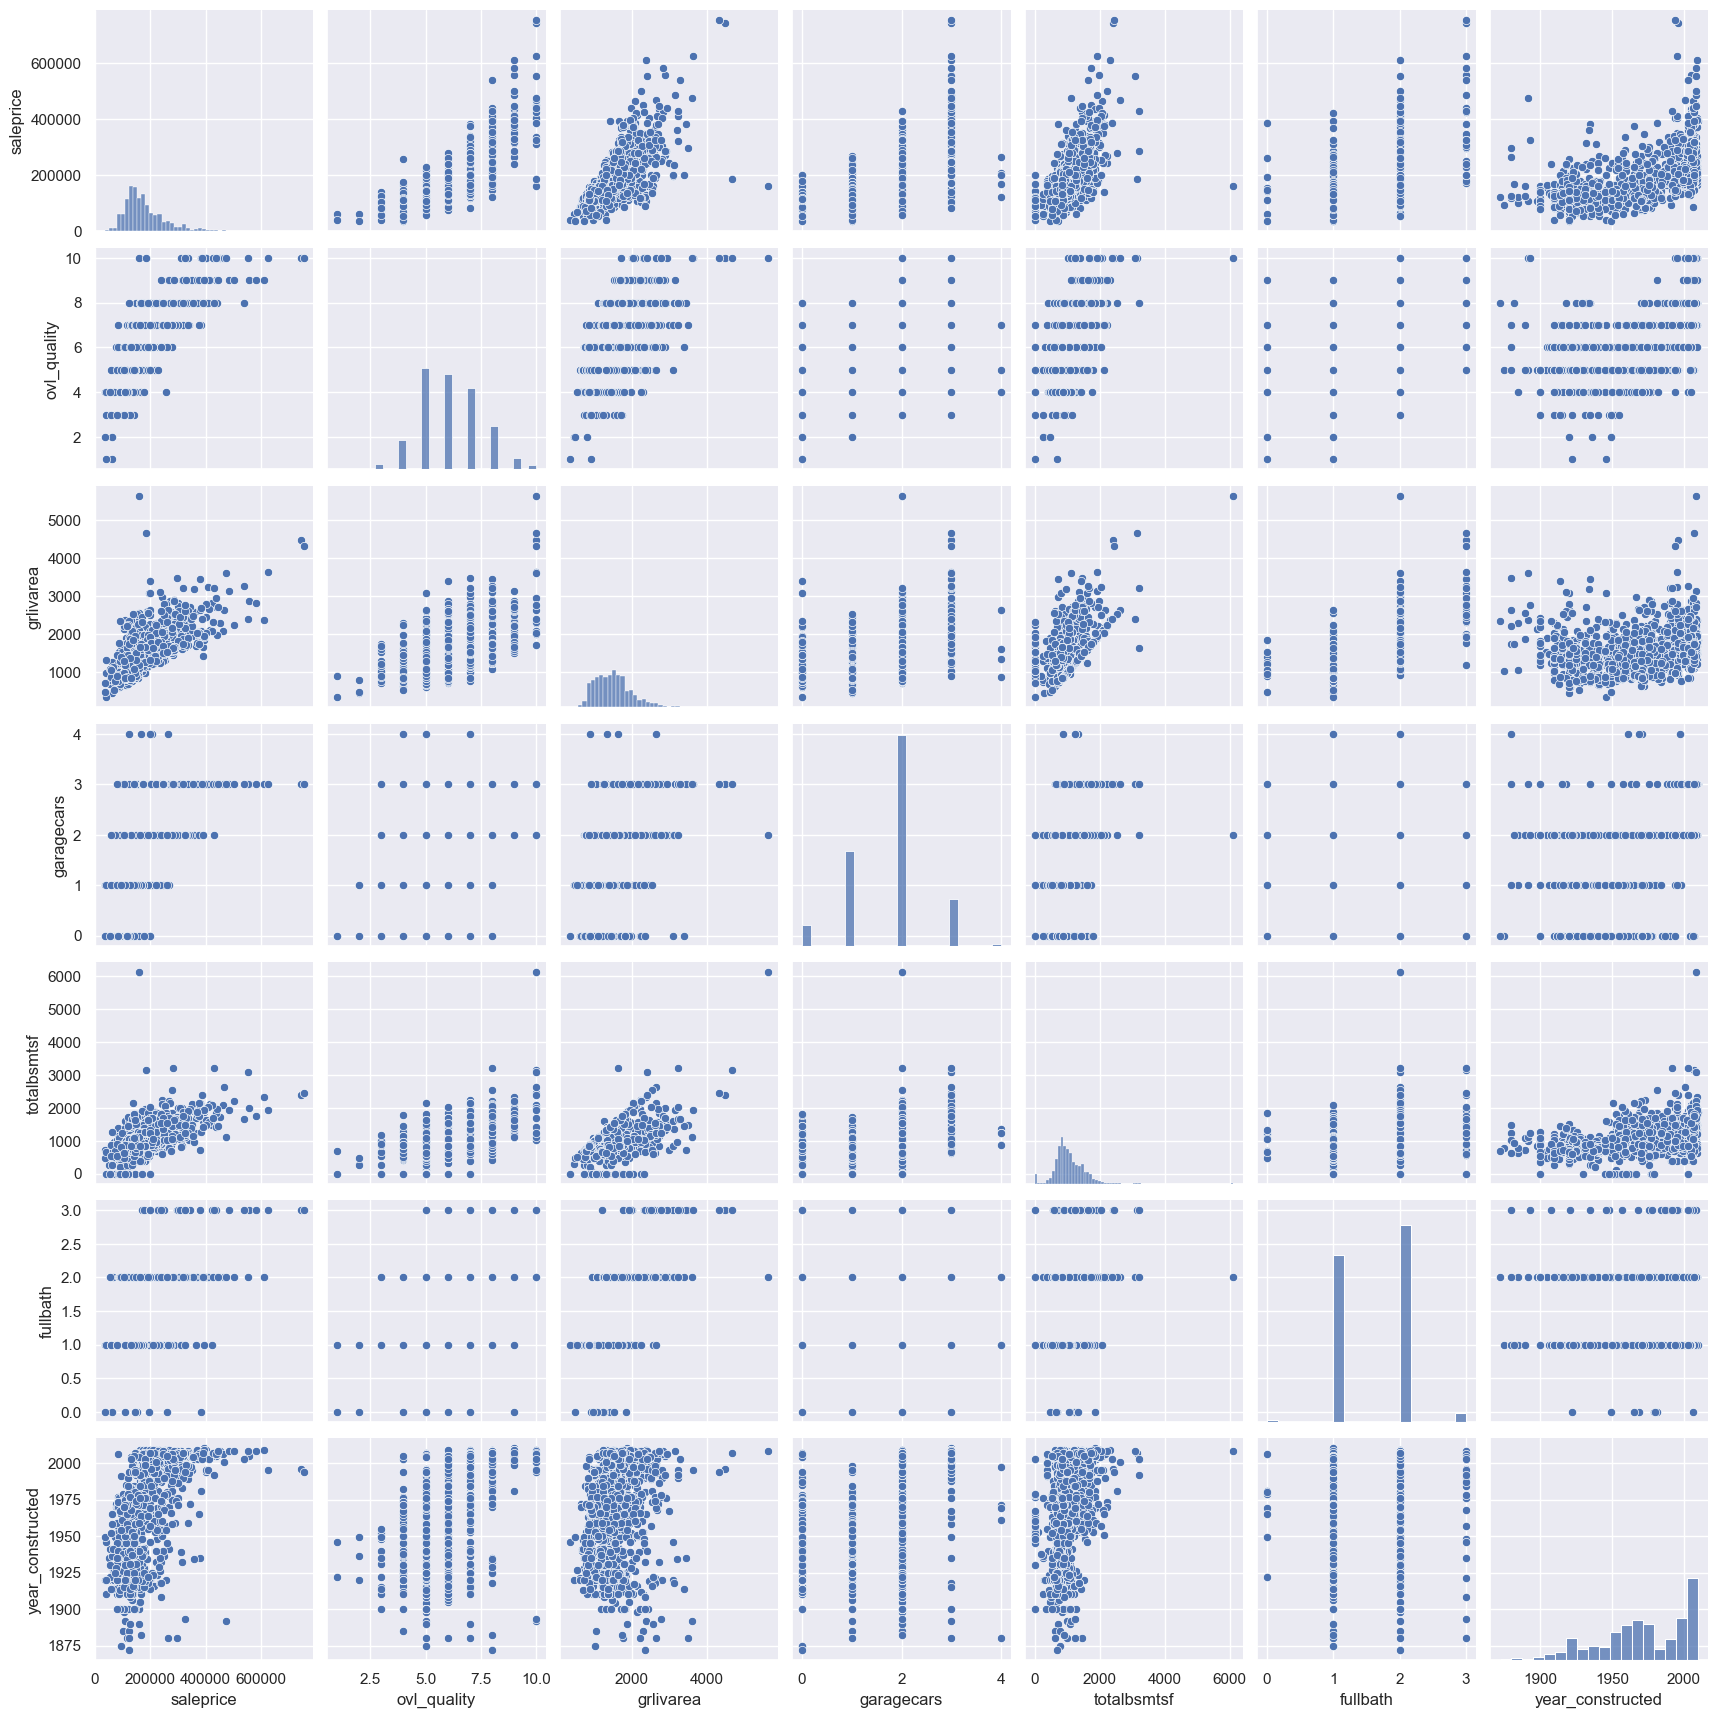 600000
400000
200000
0
saleprice
10
8
6
4
2
ovl_quality
5000
4000
3000
2000
1000
grlivarea
4
3
2
1
0
garagecars
6000
5000
4000
3000
2000
1000
0
totalbsmtsf
3.0
2.5
2.0
1.5
1.0
0.5
0.0
fullbath
2000
1975
1950
1925
1900
1875
year_constructed
0 200000 400000 600000
2.5 5.0 7.5 10.0
2000 4000
0 2 4
0 2000 4000 6000
0 1 2 3
1900 1950 2000
saleprice ovl_quality grlivarea garagecars totalbsmtsf fullbath year_constructed